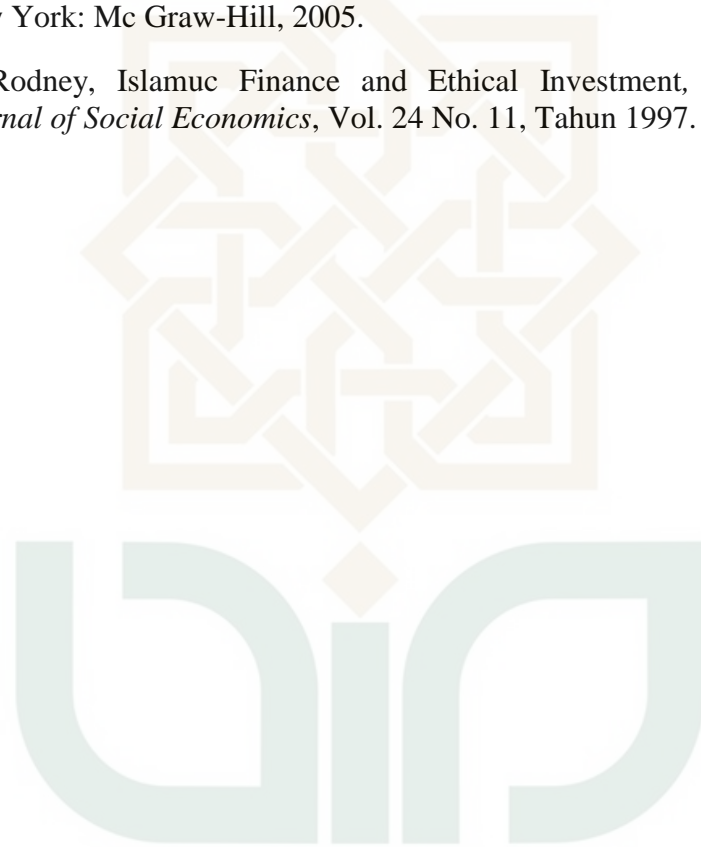 York: Mc Graw-Hill, 2005.
Rodney, Islamuc Finance and Ethical Investment,
rnal of Social Economics, Vol. 24 No. 11, Tahun 1997.